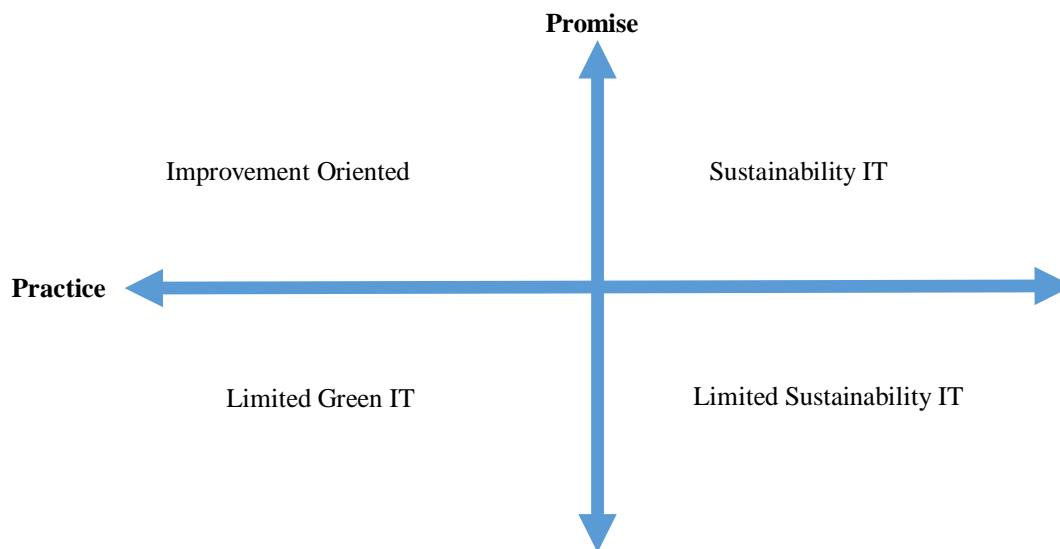 Promise
Improvement Oriented
Sustainability IT
Practice
Limited Green IT
Limited Sustainability IT